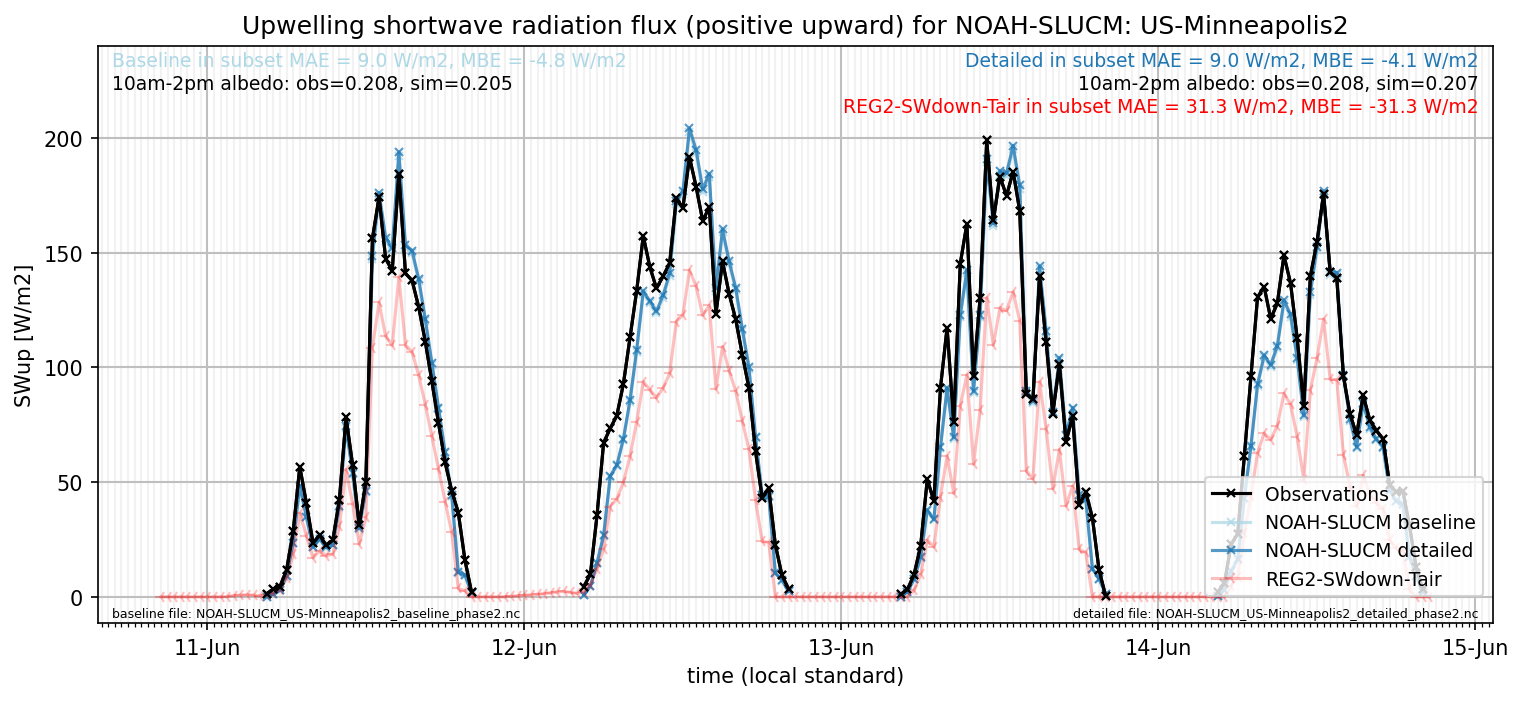 Upwelling shortwave radiation flux (positive upward) for NOAH-SLUCM: US-Minneapolis2
Baseline in subset MAE = 9.0 W/m2, MBE = -4.8 W/m2
10am-2pm albedo: obs=0.208, sim=0.205
Detailed in subset MAE = 9.0 W/m2, MBE = -4.1 W/m2
10am-2pm albedo: obs=0.208, sim=0.207
REG2-SWdown-Tair in subset MAE = 31.3 W/m2, MBE = -31.3 W/m2
SWup [W/m2]
200
150
100
50
0
Observations
NOAH-SLUCM baseline
NOAH-SLUCM detailed
REG2-SWdown-Tair
baseline file: NOAH-SLUCM_US-Minneapolis2_baseline_phase2.nc
detailed file: NOAH-SLUCM_US-Minneapolis2_detailed_phase2.nc
11-Jun
12-Jun
13-Jun
14-Jun
15-Jun
time (local standard)